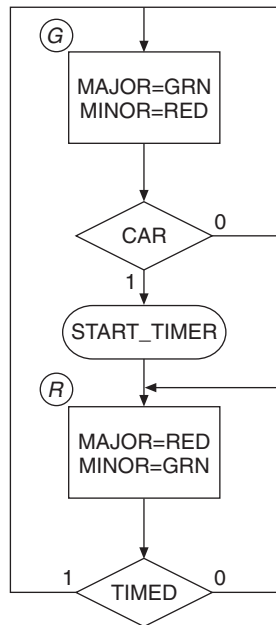 G
MAJOR=GRN
MINOR=RED
CAR
0
1
START_TIMER
R
MAJOR=RED
MINOR=GRN
1
TIMED
0